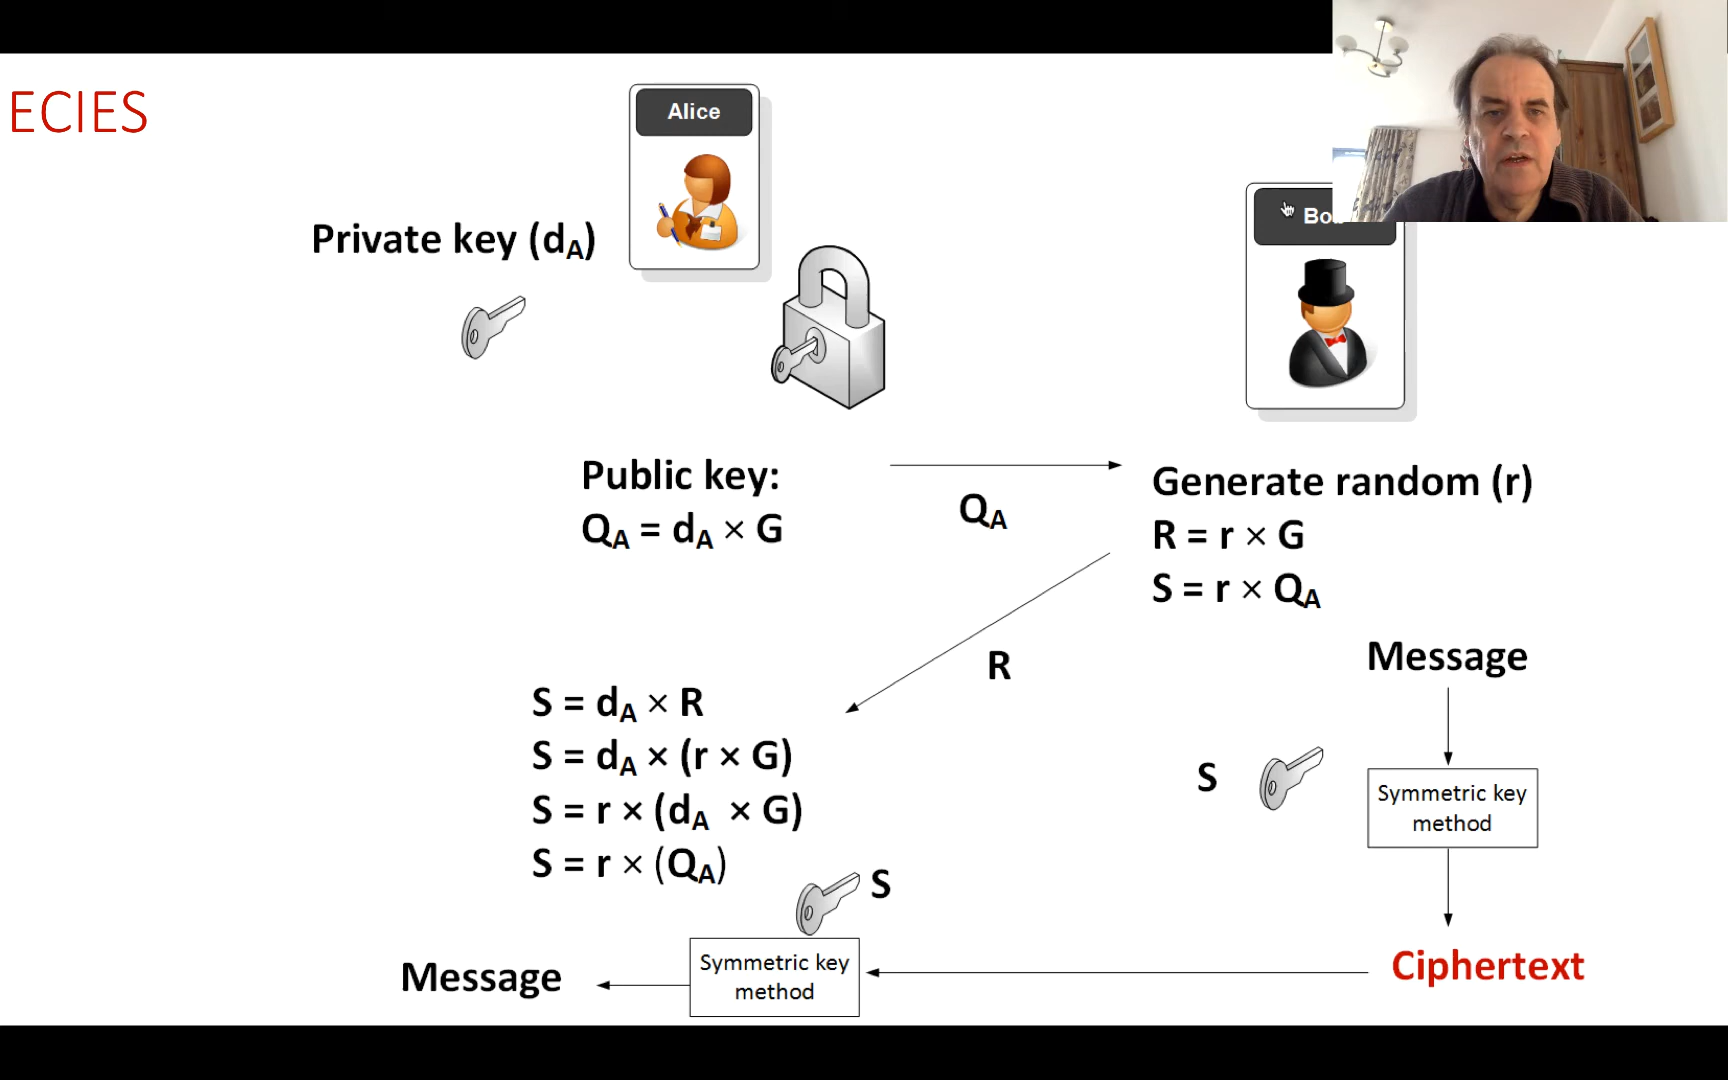 ECIES
Alice
Private key (dA)
Public key:
QA = dA × G
QA
Generate random (r)
R = r × G
S = r × QA
R
S = dA × R
S = dA × (r × G)
S = r × (dA × G)
S = r × (QA)
S
Message
S
Symmetric key
method
Ciphertext
Symmetric key
method
Message